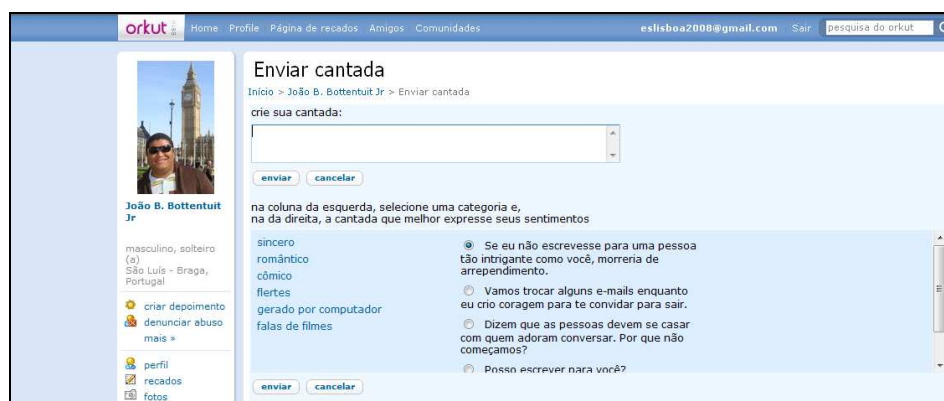 orkut Home Profile Página de recados Amigos Comunidades eslisboa2008@gmail.com Sair pesquisa do orkut
Enviar cantada
Início > João B. Bottentuit Jr > Enviar cantada
crie sua cantada:
enviar cancelar
João B. Bottentuit
Jr
masculino, solteiro
(a)
São Luís - Braga,
Portugal
criar depoimento
denunciar abuso
mais »
perfil
recados
fotos
na coluna da esquerda, selecione uma categoria e,
na da direita, a cantada que melhor expresse seus sentimentos
sincero
romântico
cômico
flertes
gerado por computador
falas de filmes
Se eu não escrevesse para uma pessoa
tão intrigante como você, morreria de
arrependimento.
Vamos trocar alguns e-mails enquanto
eu crio coragem para te convidar para sair.
Dizem que as pessoas devem se casar
com quem adoram conversar. Por que não
começamos?
Posso escrever para você?
enviar cancelar